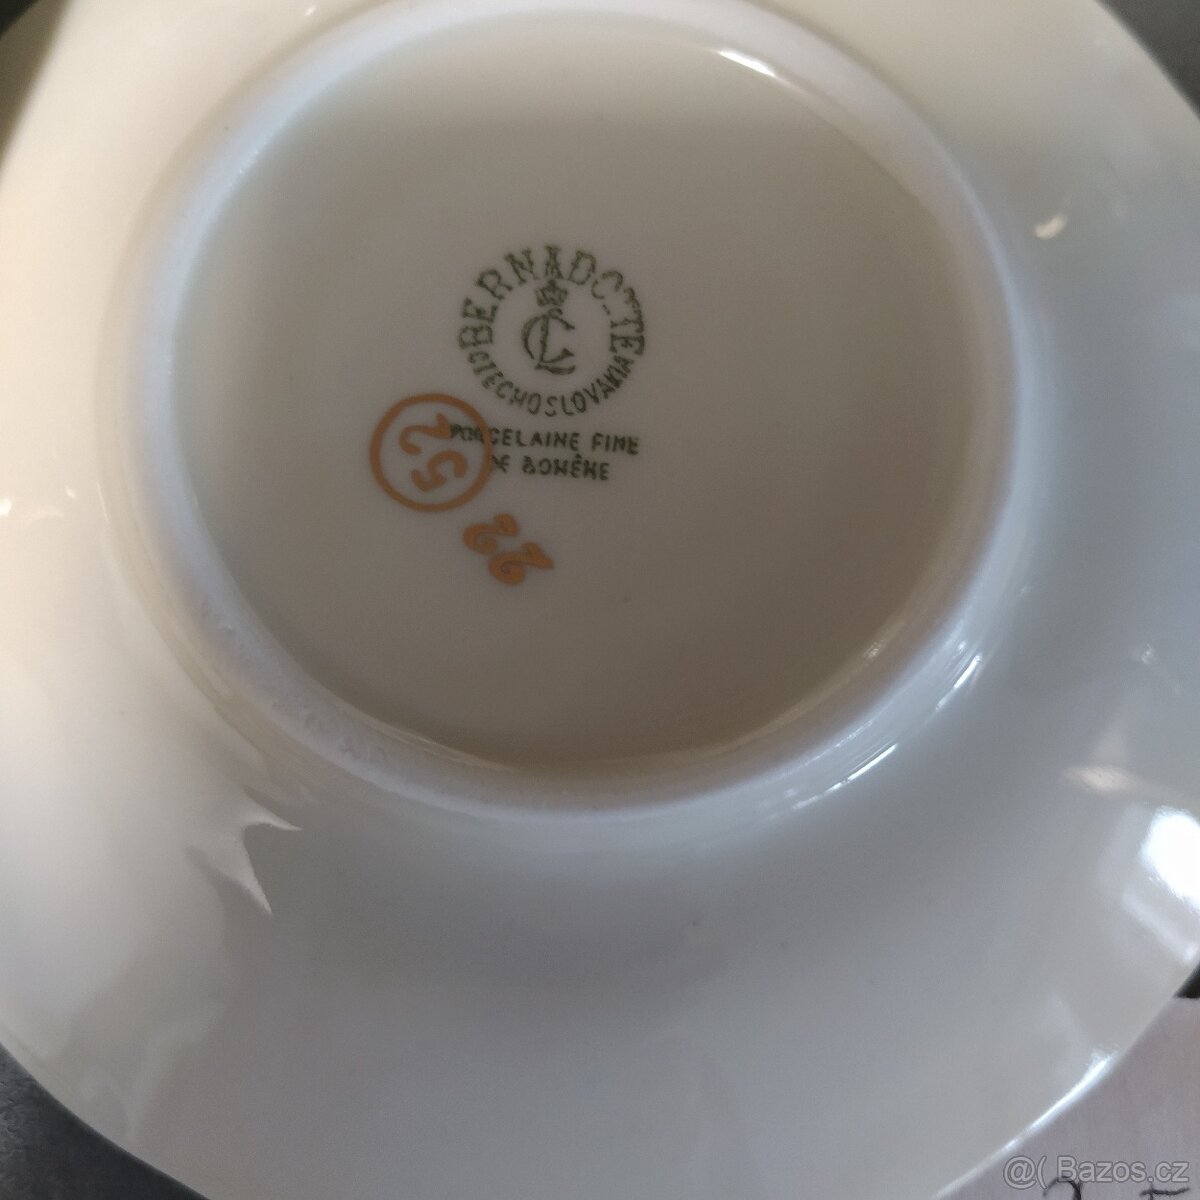 BERNADOTTE
CL
CZECHOSLOVAKIA
PORCELAINE FINE
DE BOHÊME
52
22
@( Bazos.cz